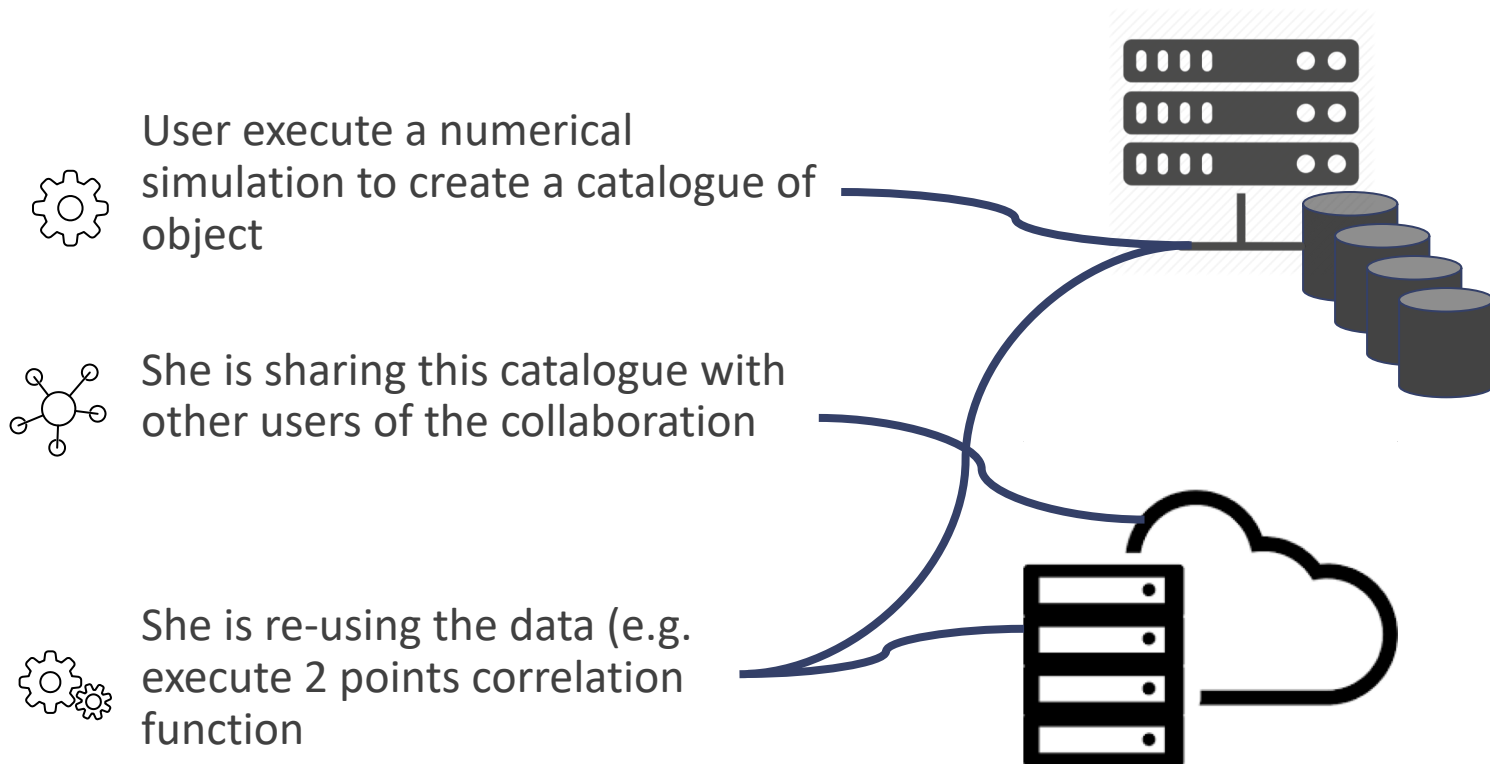 User execute a numerical
simulation to create a catalogue of
object
She is sharing this catalogue with
other users of the collaboration
She is re-using the data (e.g.
execute 2 points correlation
function